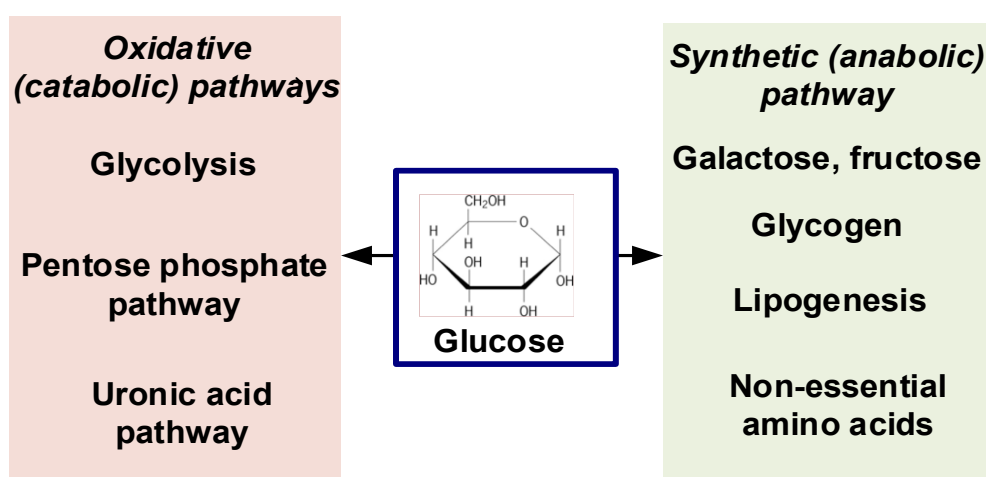 Oxidative
(catabolic) pathways
Glycolysis
Pentose phosphate
pathway
Uronic acid
pathway
CH₂OH
O
H
H
H
OH
H
HO
OH
H
OH
Glucose
Synthetic (anabolic)
pathway
Galactose, fructose
Glycogen
Lipogenesis
Non-essential
amino acids